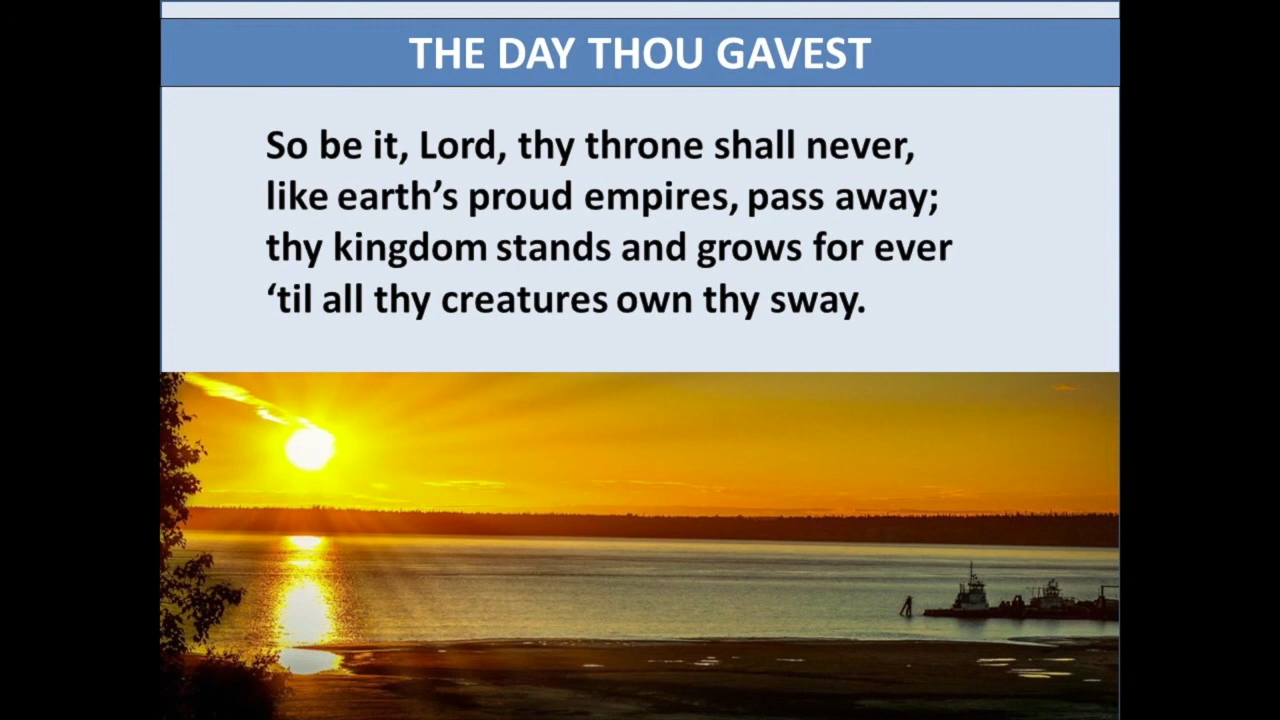 THE DAY THOU GAVEST
So be it, Lord, thy throne shall never,
like earth’s proud empires, pass away;
thy kingdom stands and grows for ever
‘til all thy creatures own thy sway.